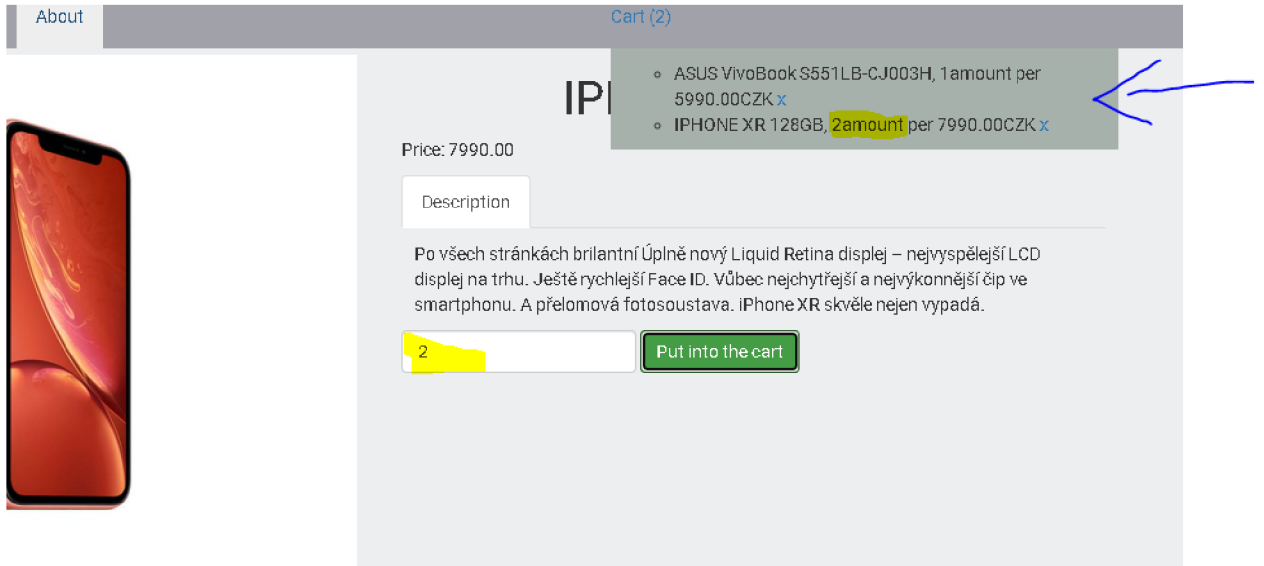 About
Cart (2)
ASUS VivoBook S551LB-CJ003H, 1amount per
5990.00CZK x
IPHONE XR 128GB, 2amount per 7990.00CZK x
IP
Price: 7990.00
Description
Po všech stránkách brilantní Úplně nový Liquid Retina displej – nejvyspělejší LCD
displej na trhu. Ještě rychlejší Face ID. Vůbec nejchytřejší a nejvýkonnější čip ve
smartphonu. A přelomová fotosoustava. iPhone XR skvěle nejen vypadá.
2
Put into the cart